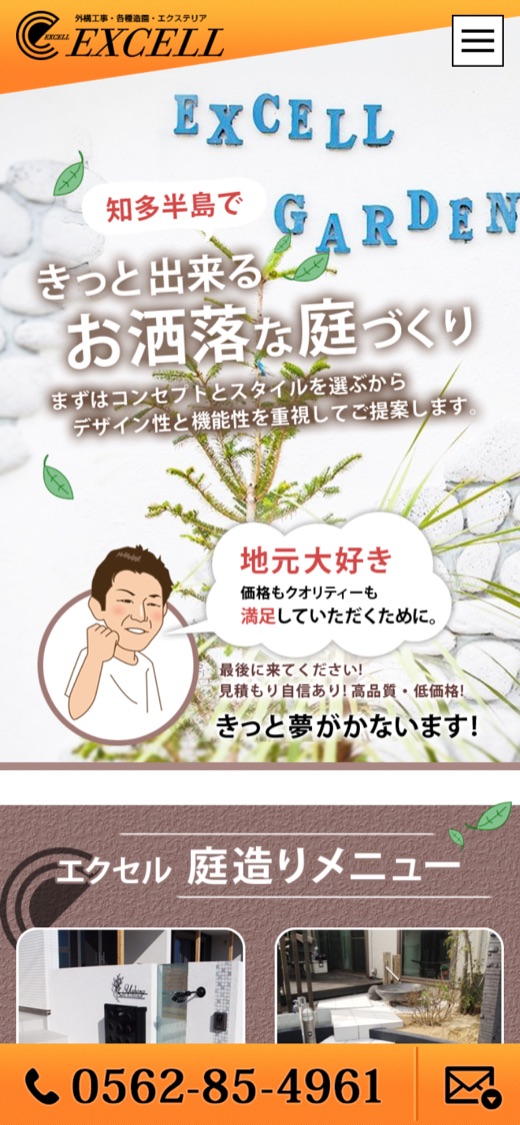 外構工事・各種造園・エクステリア
EXCELL
EXCELL
EXCELL
GARDEN
知多半島で
きっと出来る
お洒落な庭づくり
まずはコンセプトとスタイルを選ぶから
デザイン性と機能性を重視してご提案します。
地元大好き
価格もクオリティーも
満足していただくために。
最後に来てください!
見積もり自信あり!高品質・低価格!
きっと夢がかないます!
エクセル 庭造りメニュー
0562-85-4961